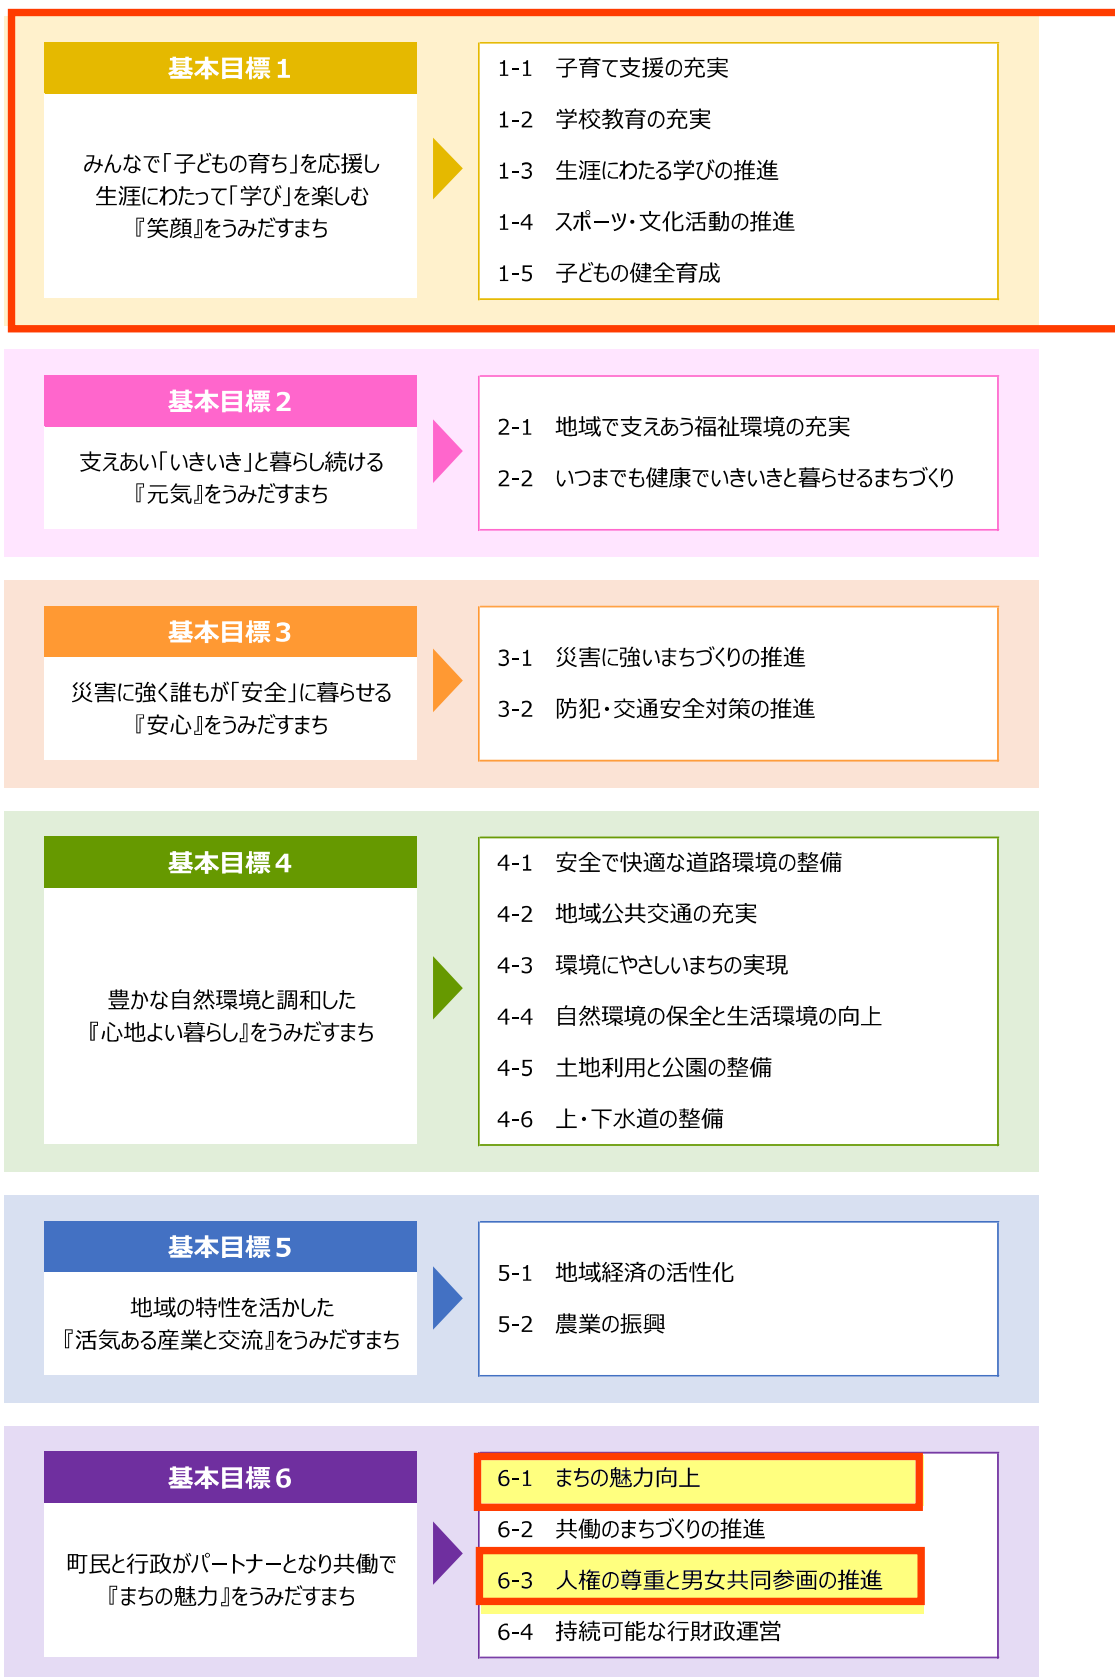 基本目標1
みんなで「子どもの育ち」を応援し
生涯にわたって「学び」を楽しむ
『笑顔』をうみだすまち
1-1 子育て支援の充実
1-2 学校教育の充実
1-3 生涯にわたる学びの推進
1-4 スポーツ・文化活動の推進
1-5 子どもの健全育成
基本目標2
支えあい「いきいき」と暮らし続ける
『元気』をうみだすまち
2-1 地域で支えあう福祉環境の充実
2-2 いつまでも健康でいきいきと暮らせるまちづくり
基本目標3
災害に強く誰もが「安全」に暮らせる
『安心』をうみだすまち
3-1 災害に強いまちづくりの推進
3-2 防犯・交通安全対策の推進
基本目標4
豊かな自然環境と調和した
『心地よい暮らし』をうみだすまち
4-1 安全で快適な道路環境の整備
4-2 地域公共交通の充実
4-3 環境にやさしいまちの実現
4-4 自然環境の保全と生活環境の向上
4-5 土地利用と公園の整備
4-6 上・下水道の整備
基本目標5
地域の特性を活かした
『活気ある産業と交流』をうみだすまち
5-1 地域経済の活性化
5-2 農業の振興
基本目標6
町民と行政がパートナーとなり共働で
『まちの魅力』をうみだすまち
6-1 まちの魅力向上
6-2 共働のまちづくりの推進
6-3 人権の尊重と男女共同参画の推進
6-4 持続可能な行財政運営